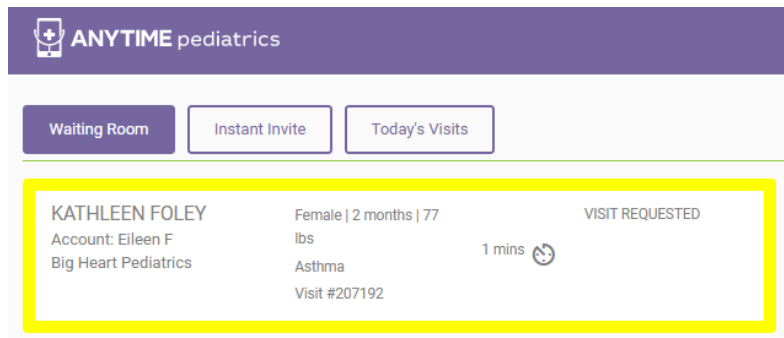 ANYTIME pediatrics
Waiting Room
Instant Invite
Today's Visits
KATHLEEN FOLEY
Account: Eileen F
Big Heart Pediatrics
Female | 2 months | 77
lbs
Asthma
Visit #207192
1 mins
VISIT REQUESTED